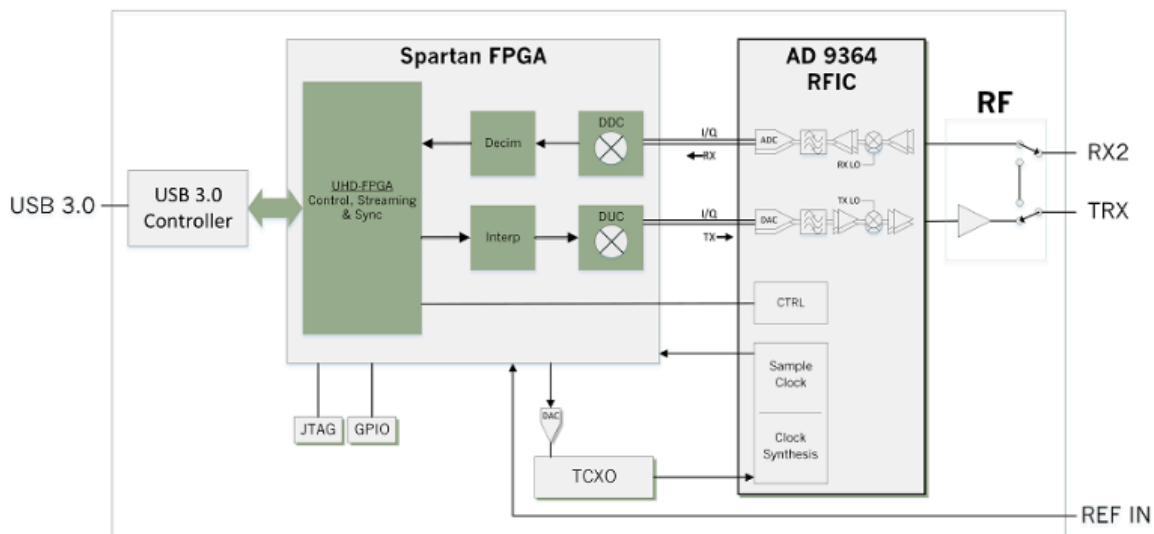 Spartan FPGA
AD 9364
RFIC
RF
DDC
Decim
I/Q
RX
ADC
RX LO
RX2
UHD-FPGA
Control, Streaming
& Sync
USB 3.0
USB 3.0
Controller
Interp
DUC
I/Q
TX
DAC
TX LO
TRX
CTRL
Sample
Clock
Clock
Synthesis
JTAG
GPIO
DAC
TCXO
REF IN